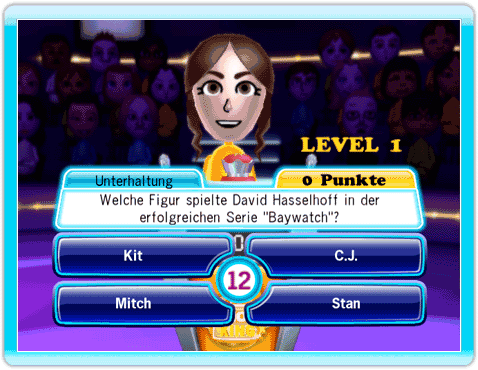 LEVEL 1
Unterhaltung
0 Punkte
Welche Figur spielte David Hasselhoff in der
erfolgreichen Serie "Baywatch"?
Kit
C.J.
12
Mitch
Stan